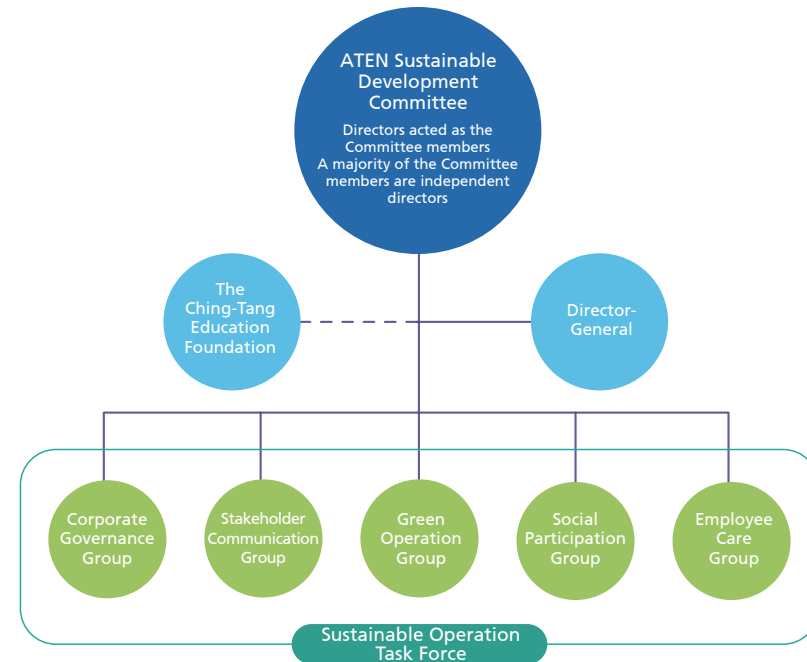 ATEN Sustainable
Development
Committee
Directors acted as the
Committee members
A majority of the Committee
members are independent
directors
The
Ching-Tang
Education
Foundation
Director-
General
Corporate
Governance
Group
Stakeholder
Communication
Group
Green
Operation
Group
Social
Participation
Group
Employee
Care
Group
Sustainable Operation
Task Force